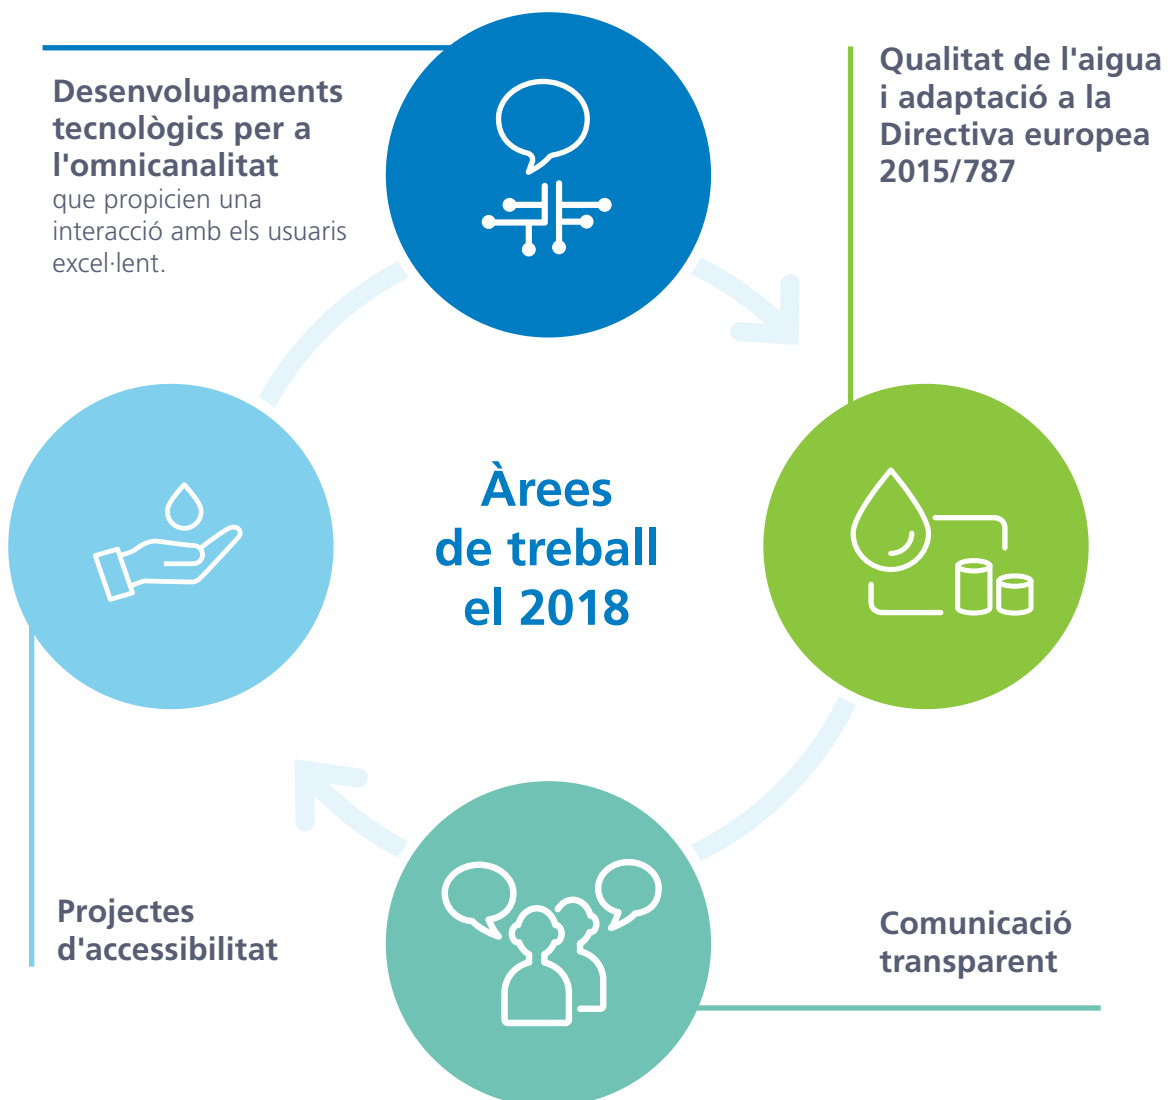 Desenvolupaments
tecnològics per a
l'omnicanalitat
que propicien una
interacció amb els usuaris
excel·lent.
Qualitat de l'aigua
i adaptació a la
Directiva europea
2015/787
Àrees
de treball
el 2018
Projectes
d'accessibilitat
Comunicació
transparent